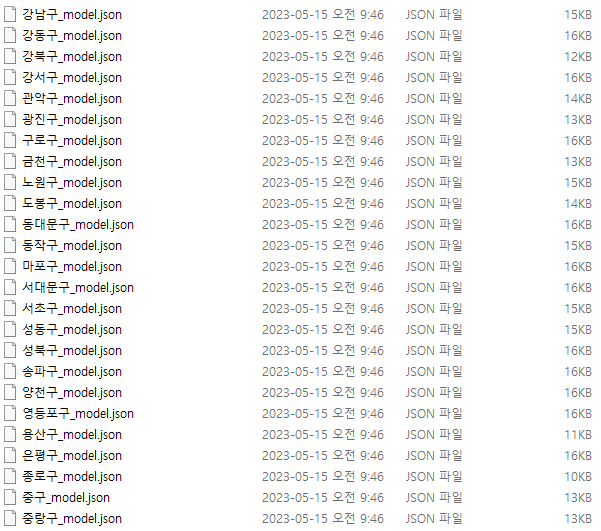 강남구_model.json 2023-05-15 오전 9:46 JSON 파일 15KB
강동구_model.json 2023-05-15 오전 9:46 JSON 파일 16KB
강북구_model.json 2023-05-15 오전 9:46 JSON 파일 12KB
강서구_model.json 2023-05-15 오전 9:46 JSON 파일 16KB
관악구_model.json 2023-05-15 오전 9:46 JSON 파일 14KB
광진구_model.json 2023-05-15 오전 9:46 JSON 파일 13KB
구로구_model.json 2023-05-15 오전 9:46 JSON 파일 16KB
금천구_model.json 2023-05-15 오전 9:46 JSON 파일 13KB
노원구_model.json 2023-05-15 오전 9:46 JSON 파일 15KB
도봉구_model.json 2023-05-15 오전 9:46 JSON 파일 14KB
동대문구_model.json 2023-05-15 오전 9:46 JSON 파일 16KB
동작구_model.json 2023-05-15 오전 9:46 JSON 파일 15KB
마포구_model.json 2023-05-15 오전 9:46 JSON 파일 16KB
서대문구_model.json 2023-05-15 오전 9:46 JSON 파일 16KB
서초구_model.json 2023-05-15 오전 9:46 JSON 파일 15KB
성동구_model.json 2023-05-15 오전 9:46 JSON 파일 15KB
성북구_model.json 2023-05-15 오전 9:46 JSON 파일 16KB
송파구_model.json 2023-05-15 오전 9:46 JSON 파일 16KB
양천구_model.json 2023-05-15 오전 9:46 JSON 파일 16KB
영등포구_model.json 2023-05-15 오전 9:46 JSON 파일 16KB
용산구_model.json 2023-05-15 오전 9:46 JSON 파일 11KB
은평구_model.json 2023-05-15 오전 9:46 JSON 파일 16KB
종로구_model.json 2023-05-15 오전 9:46 JSON 파일 10KB
중구_model.json 2023-05-15 오전 9:46 JSON 파일 13KB
중랑구_model.json 2023-05-15 오전 9:46 JSON 파일 13KB